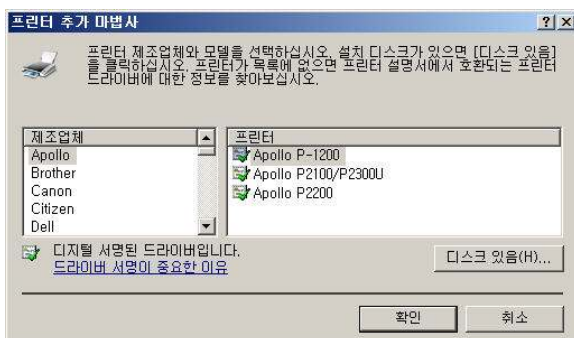 프린터 추가 마법사
프린터 제조업체와 모델을 선택하십시오. 설치 디스크가 있으면 [디스크 있음]
을 클릭하십시오. 프린터가 목록에 없으면 프린터 설명서에서 호환되는 프린터
드라이버에 대한 정보를 찾아보십시오.
제조업체
Apollo
Brother
Canon
Citizen
Dell
프린터
Apollo P-1200
Apollo P2100/P2300U
Apollo P2200
디지털 서명된 드라이버입니다.
드라이버 서명이 중요한 이유
디스크 있음(H)...
확인
취소